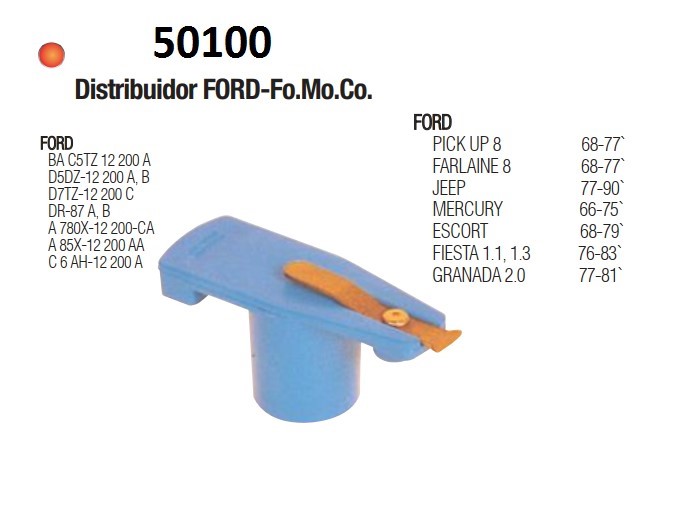 50100
Distribuidor FORD-Fo.Mo.Co.
FORD
BA C5TZ 12 200 A
D5DZ-12 200 A, B
D7TZ-12 200 C
DR-87 A, B
A 780X-12 200-CA
A 85X-12 200 AA
C 6 AH-12 200 A
FORD
PICK UP 8 68-77`
FARLAINE 8 68-77`
JEEP 77-90`
MERCURY 66-75`
ESCORT 68-79`
FIESTA 1.1, 1.3 76-83`
GRANADA 2.0 77-81`